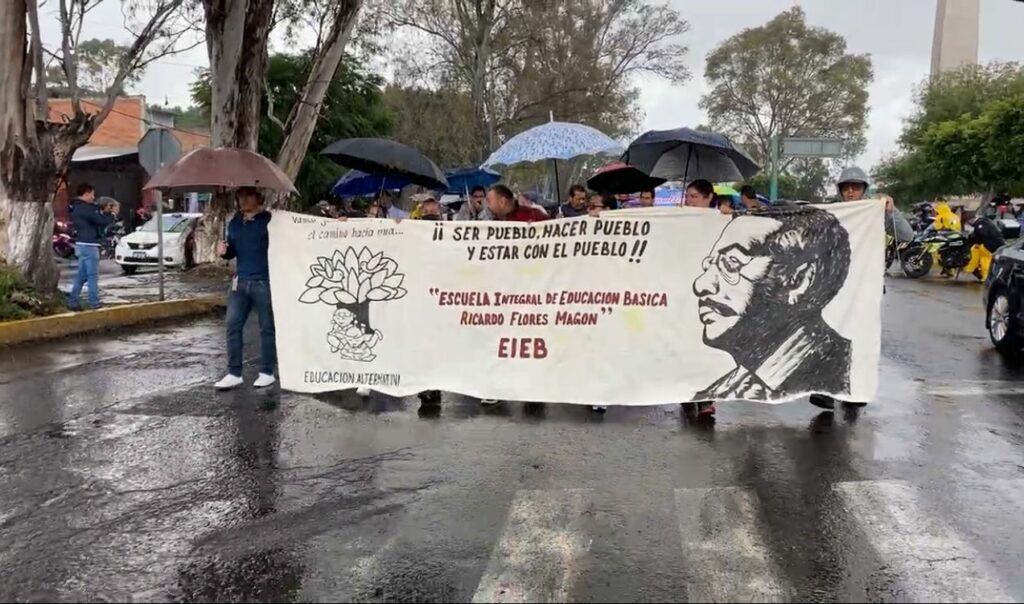 el camino hacia una...
¡¡ SER PUEBLO, HACER PUEBLO
Y ESTAR CON EL PUEBLO !!
"ESCUELA INTEGRAL DE EDUCACION BASICA
RICARDO FLORES MAGON"
EIEB
EDUCACION ALTERNATIVA